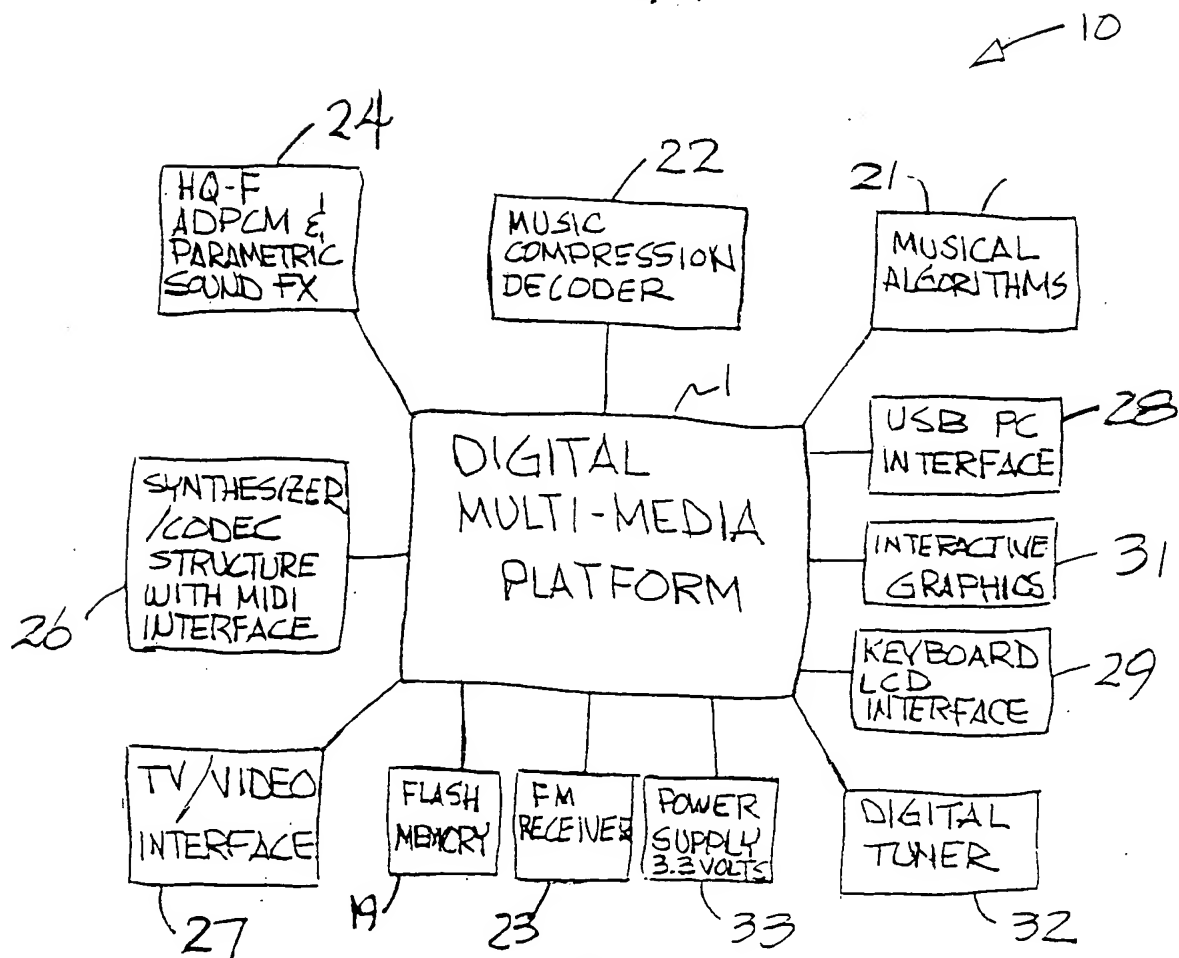 10
24
HQ-F
ADPCM &
PARAMETRIC
SOUND FX
22
MUSIC
COMPRESSION
DECODER
21
MUSICAL
ALGORITHMS
1
DIGITAL
MULTI-MEDIA
PLATFORM
28
USB PC
INTERFACE
SYNTHESIZER
/CODEC
STRUCTURE
WITH MIDI
INTERFACE
26
INTERACTIVE
GRAPHICS
31
KEYBOARD
LCD
INTERFACE
29
TV/VIDEO
INTERFACE
27
FLASH
MEMORY
19
FM
RECEIVER
23
POWER
SUPPLY
3.3 VOLTS
33
DIGITAL
TUNER
32